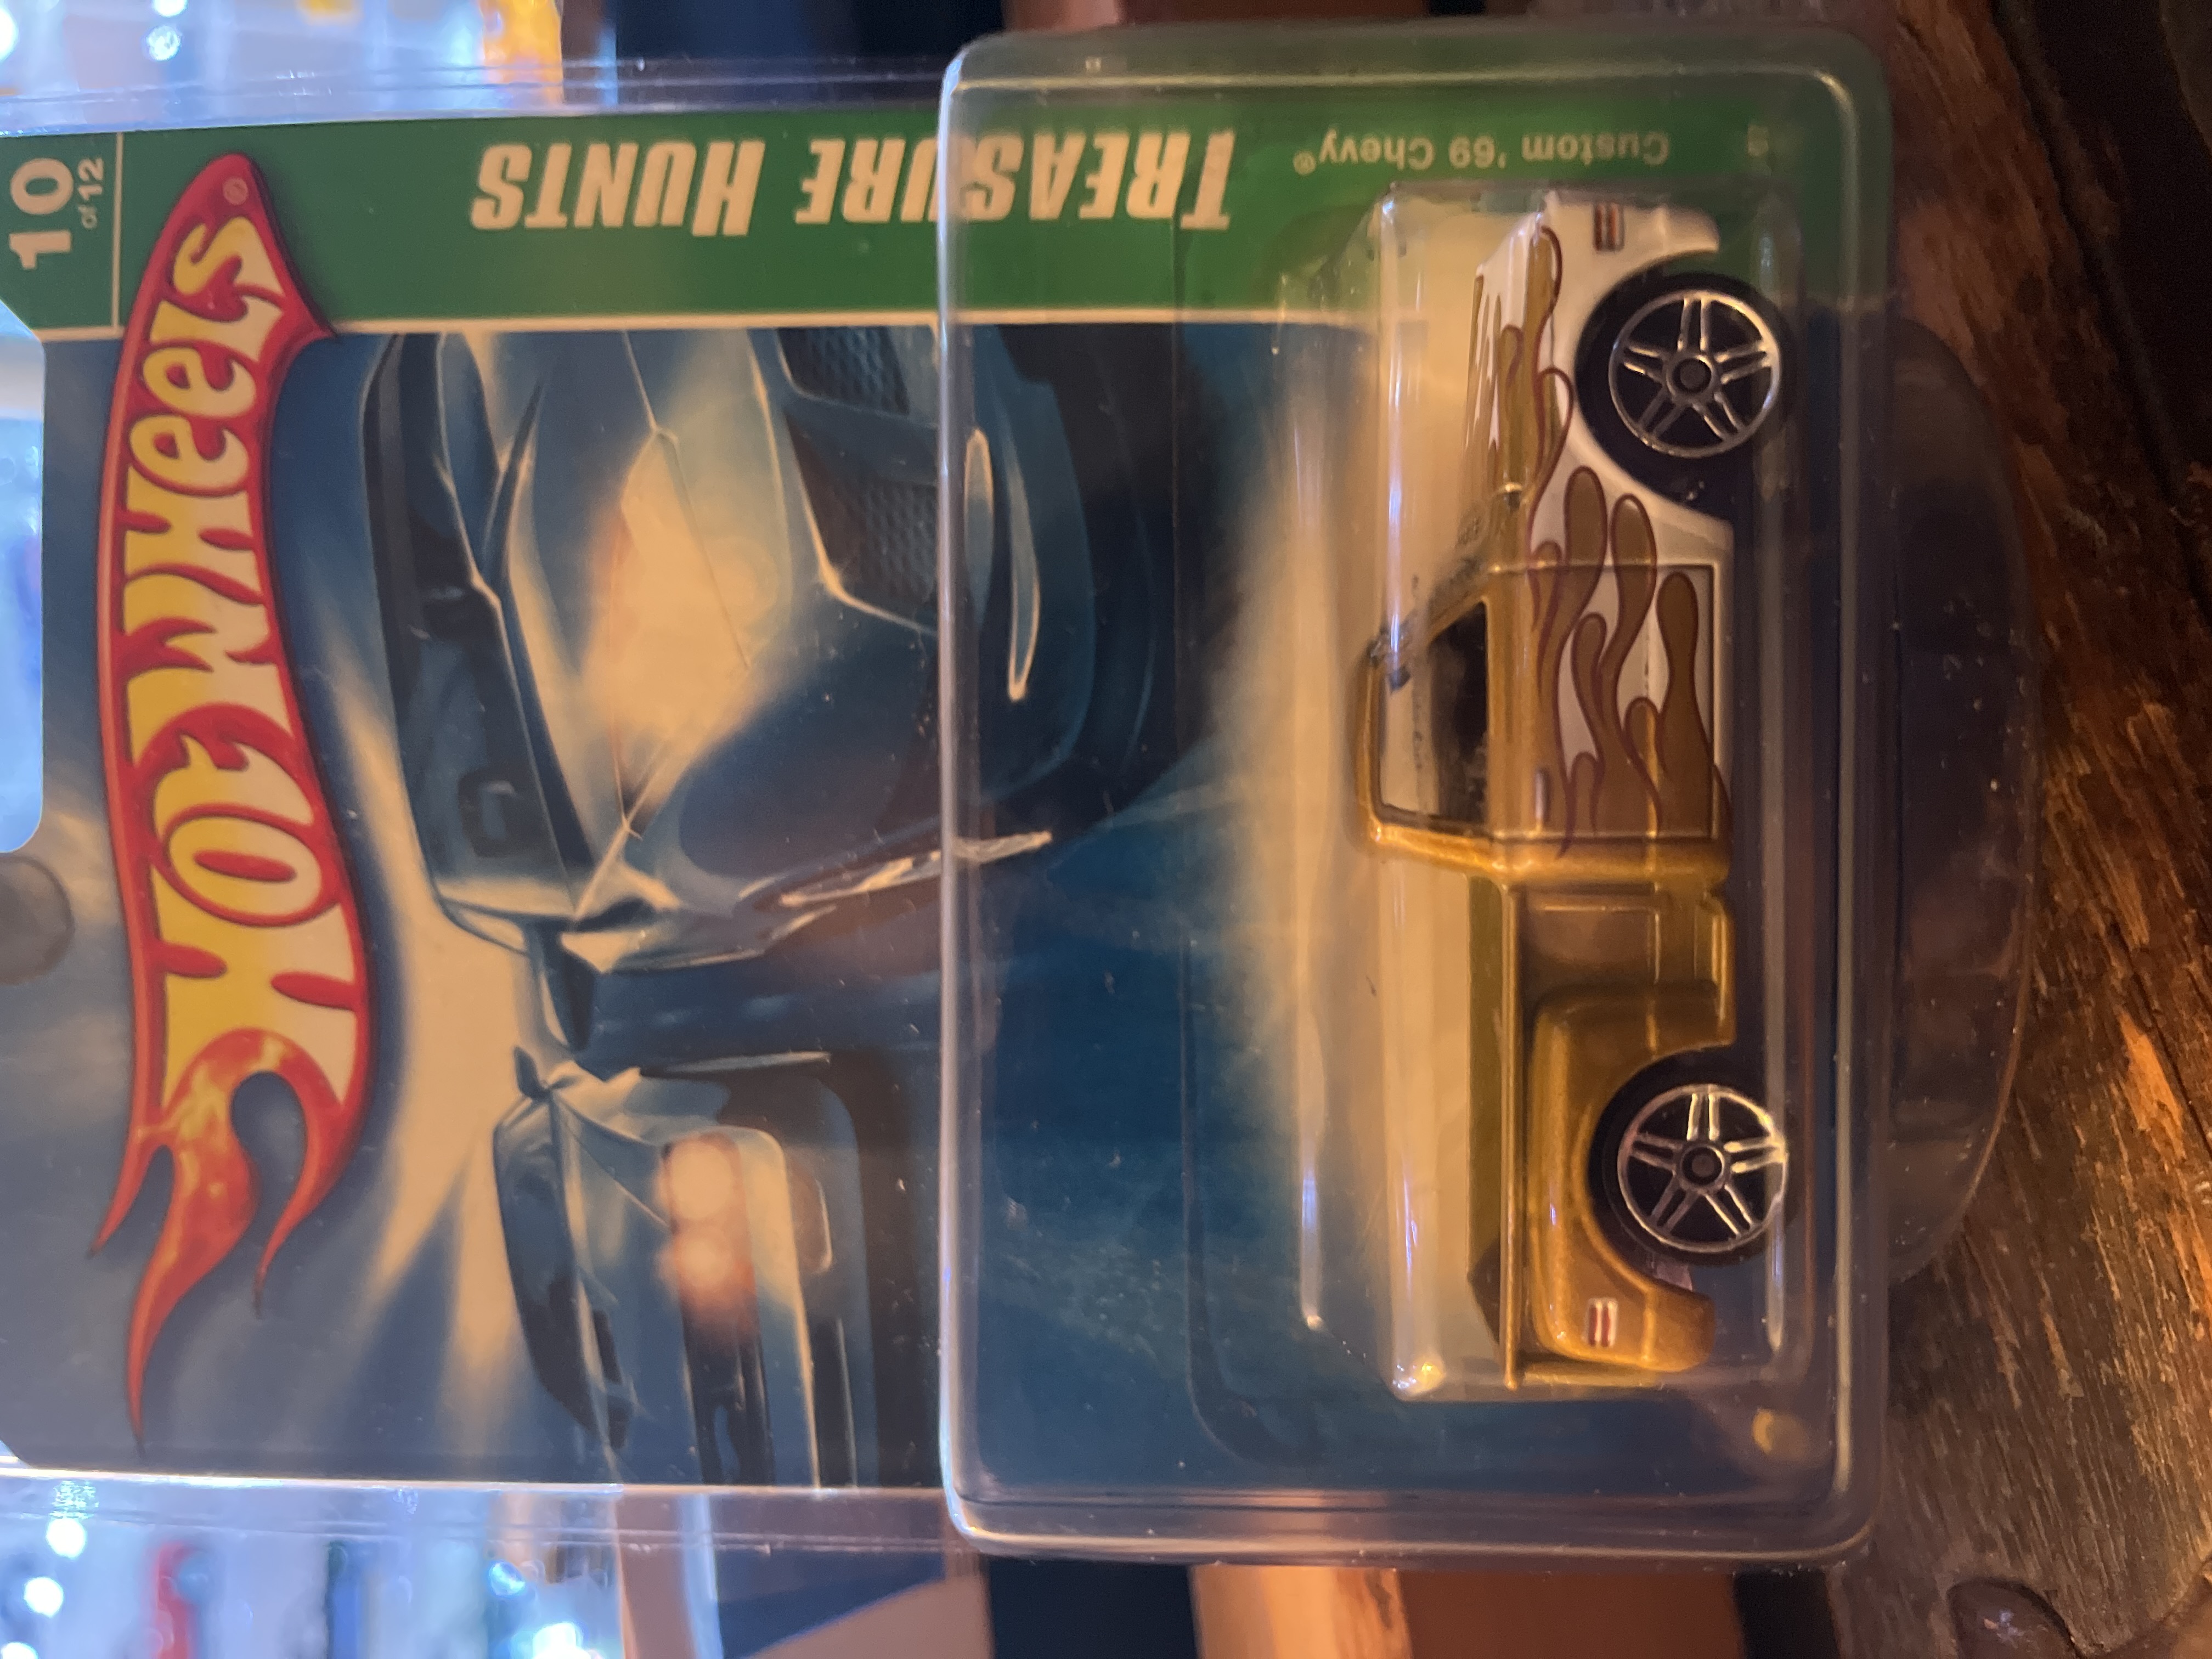 10
of 12
HOT WHEELS®
TREASURE HUNTS
Custom '69 Chevy®